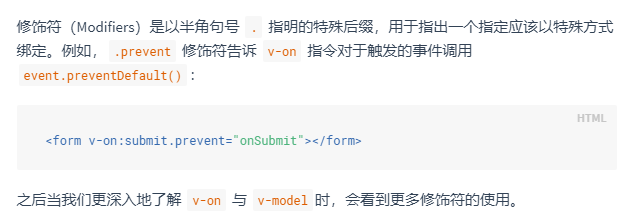 修饰符（Modifiers）是以半角句号 . 指明的特殊后缀，用于指出一个指定应该以特殊方式
绑定。例如， .prevent 修饰符告诉 v-on 指令对于触发的事件调用
event.preventDefault() ：
HTML
<form v-on:submit.prevent="onSubmit"></form>
之后当我们更深入地了解 v-on 与 v-model 时，会看到更多修饰符的使用。